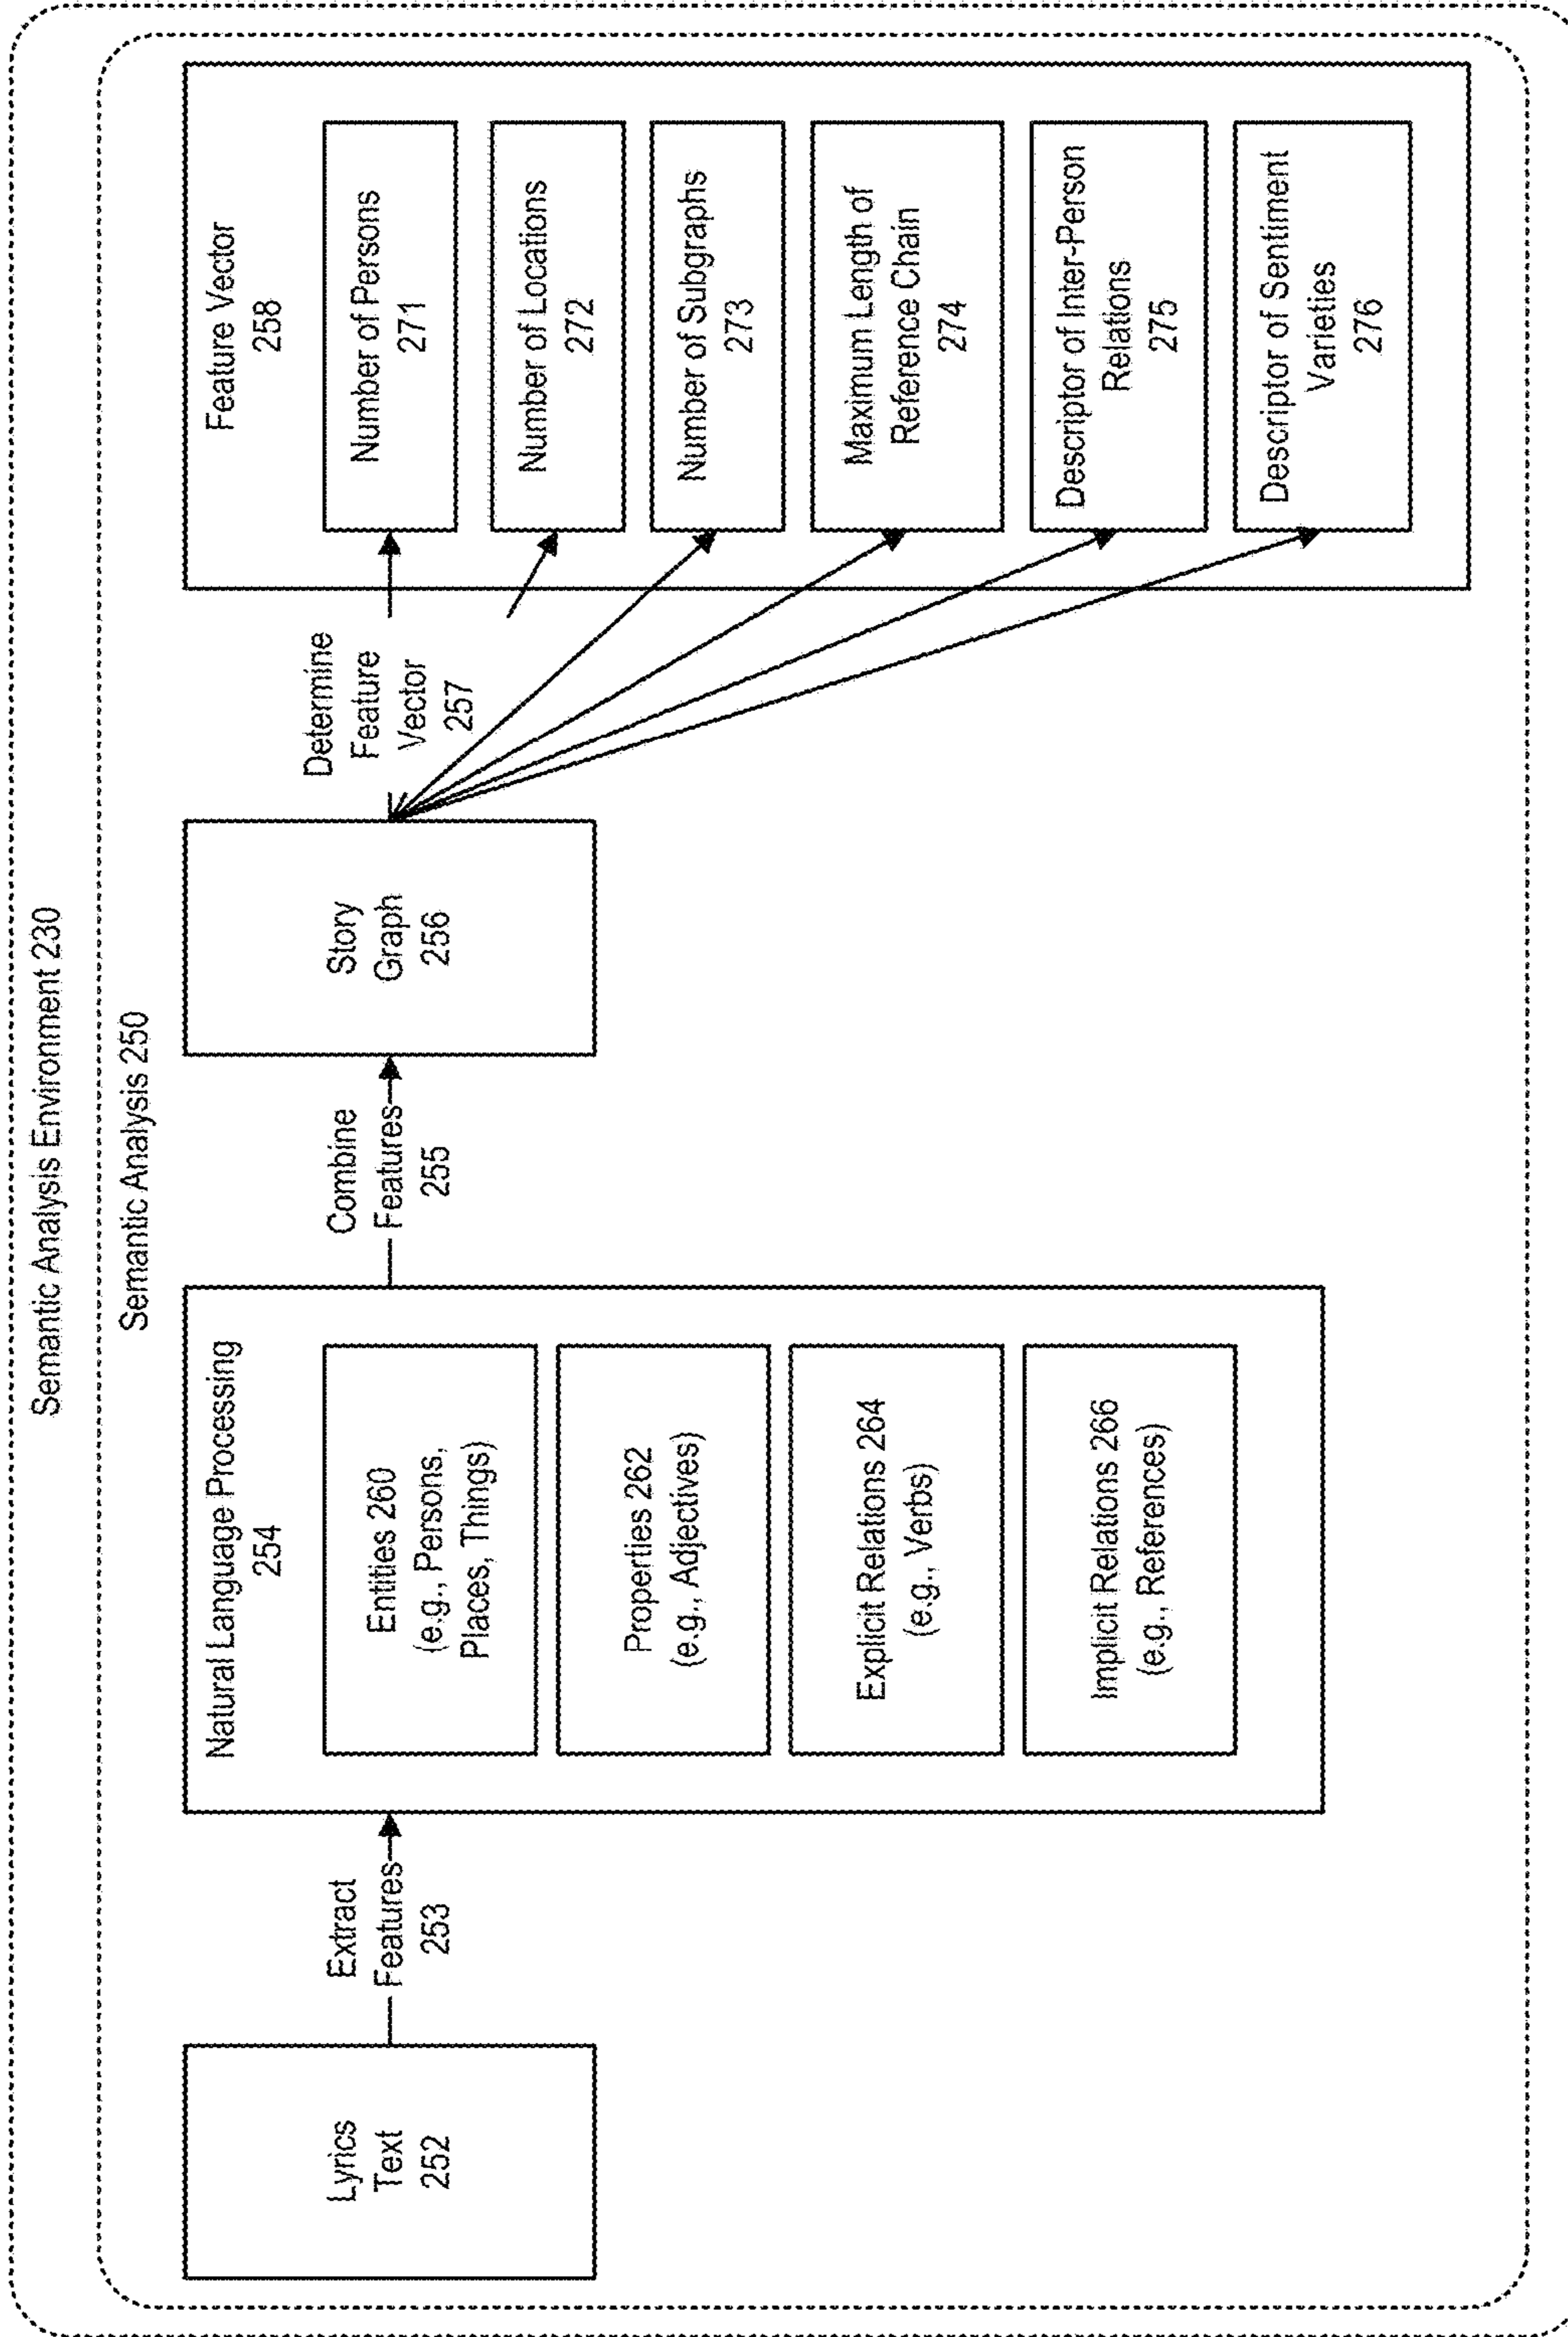 Semantic Analysis Environment 230
Semantic Analysis 250
Lyrics
Text
252
Extract
Features
253
Natural Language Processing
254
Entities 260
(e.g., Persons,
Places, Things)
Properties 262
(e.g., Adjectives)
Explicit Relations 264
(e.g., Verbs)
Implicit Relations 266
(e.g., References)
Combine
Features
255
Story
Graph
256
Determine
Feature
Vector
257
Feature Vector
258
Number of Persons
271
Number of Locations
272
Number of Subgraphs
273
Maximum Length of
Reference Chain
274
Descriptor of Inter-Person
Relations
275
Descriptor of Sentiment
Varieties
276